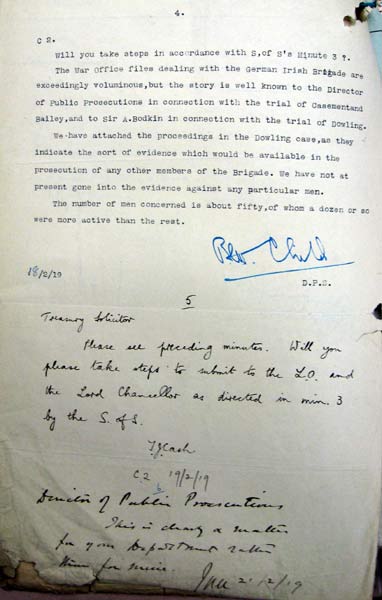 4.
C 2.
Will you take steps in accordance with S.of S's Minute 3 ?.
The War Office files dealing with the German Irish Brigade are
exceedingly voluminous,but the story is well known to the Director
of Public Prosecutions in connection with the trial of Casementand
Bailey,and to Sir A.Bodkin in connection with the trial of Dowling.
We have attached the proceedings in the Dowling case,as they
indicate the sort of evidence which would be available in the
prosecution of any other members of the Brigade. We have not at
present gone into the evidence against any particular men.
The number of men concerned is about fifty,of whom a dozen or so
were more active than the rest.
Child
18/2/19
D.P.S.
5
Treasury Solicitor
Please see preceding minutes. Will you
please take steps to submit to the L.O. and
the Lord Chancellor as directed in min. 3
by the S. of S.
Cash
C.2 19/2/19
6
Director of Public Prosecutions
This is clearly a matter
for your Department rather
than for mine.
2/19